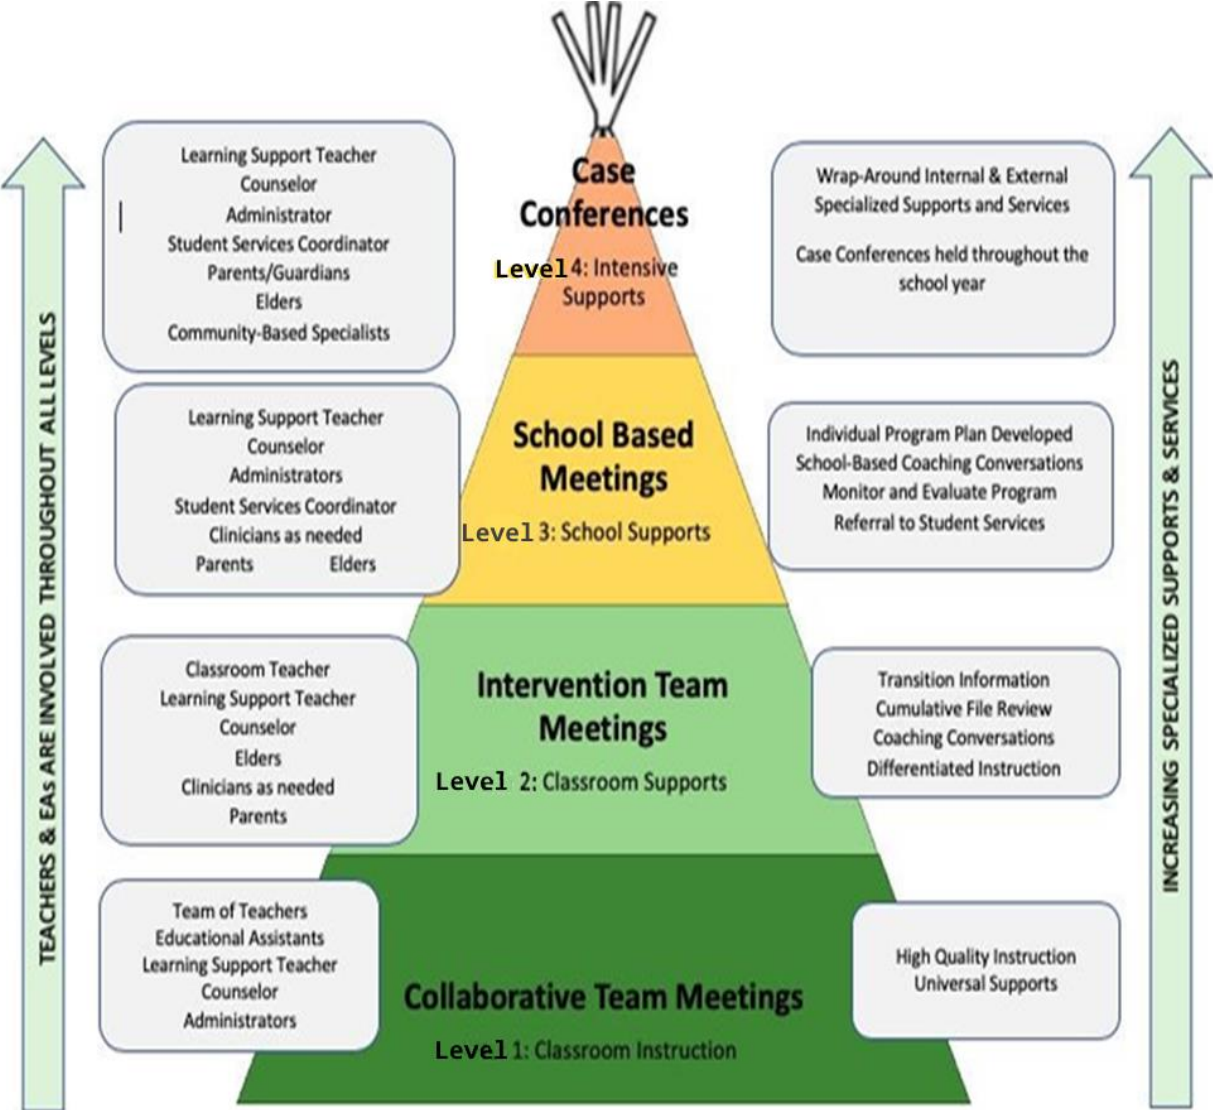 TEACHERS & EAs ARE INVOLVED THROUGHOUT ALL LEVELS
Learning Support Teacher
Counselor
Administrator
Student Services Coordinator
Parents/Guardians
Elders
Community-Based Specialists
Case
Conferences
Level 4: Intensive
Supports
Wrap-Around Internal & External
Specialized Supports and Services
Case Conferences held throughout the
school year
Learning Support Teacher
Counselor
Administrators
Student Services Coordinator
Clinicians as needed
Parents Elders
School Based
Meetings
Level 3: School Supports
Individual Program Plan Developed
School-Based Coaching Conversations
Monitor and Evaluate Program
Referral to Student Services
Classroom Teacher
Learning Support Teacher
Counselor
Elders
Clinicians as needed
Parents
Intervention Team
Meetings
Level 2: Classroom Supports
Transition Information
Cumulative File Review
Coaching Conversations
Differentiated Instruction
Team of Teachers
Educational Assistants
Learning Support Teacher
Counselor
Administrators
Collaborative Team Meetings
Level 1: Classroom Instruction
High Quality Instruction
Universal Supports
INCREASING SPECIALIZED SUPPORTS & SERVICES